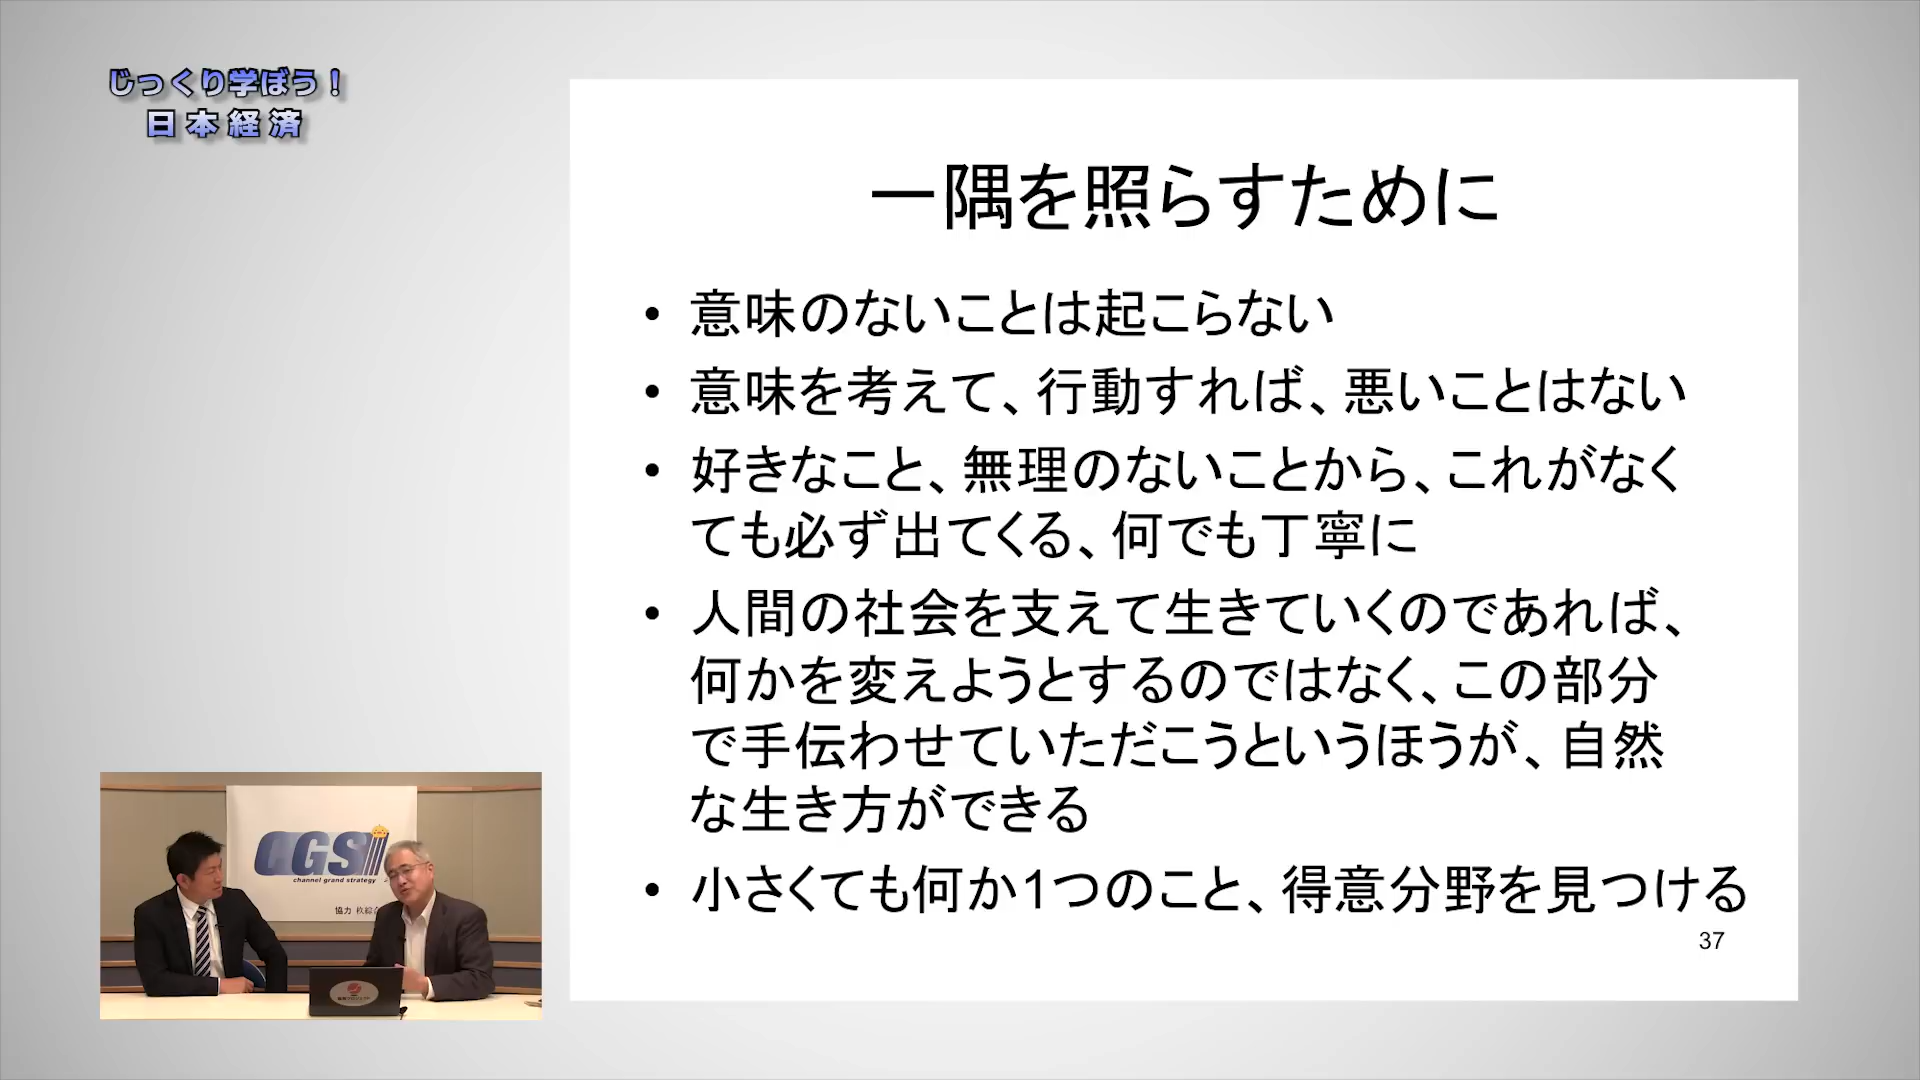 じっくり学ぼう！
日本経済
一隅を照らすために
• 意味のないことは起こらない
• 意味を考えて、行動すれば、悪いことはない
• 好きなこと、無理のないことから、これがなく
ても必ず出てくる、何でも丁寧に
• 人間の社会を支えて生きていくのであれば、
何かを変えようとするのではなく、この部分
で手伝わせていただこうというほうが、自然
な生き方ができる
• 小さくても何か1つのこと、得意分野を見つける
37
CGS
channel grand strategy
協力